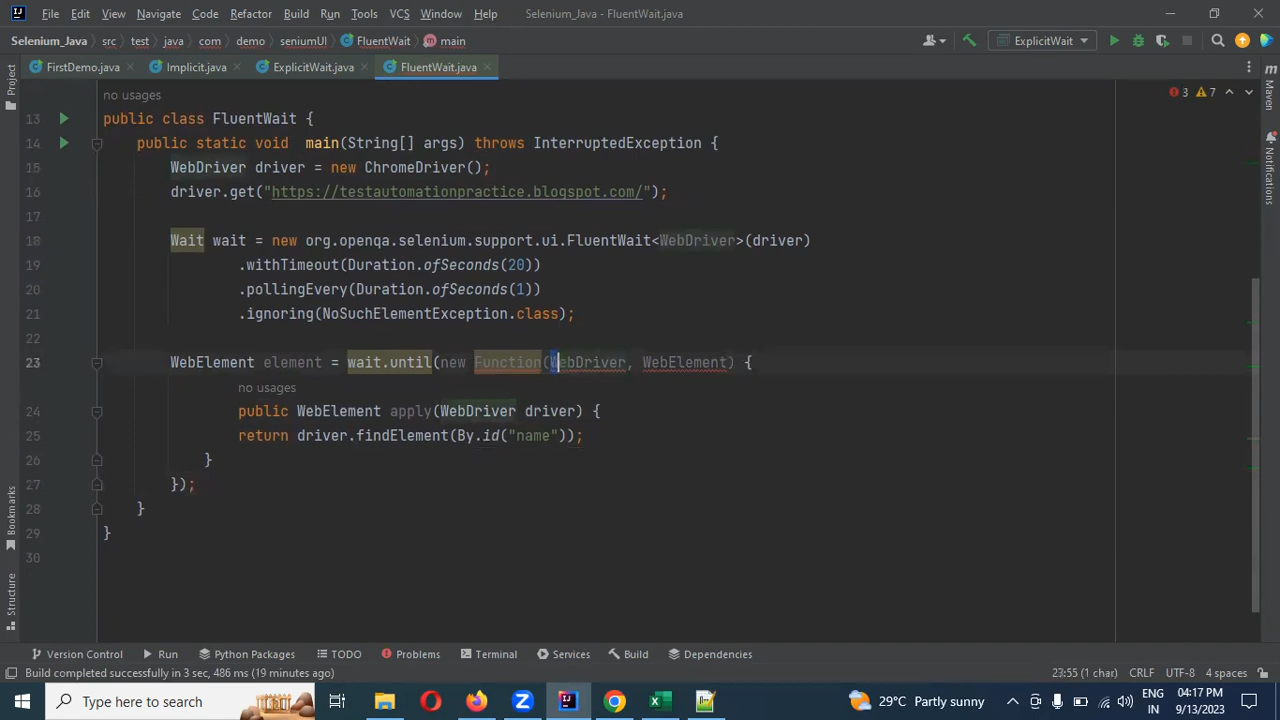 File Edit View Navigate Code Refactor Build Run Tools VCS Window Help Selenium_Java - FluentWait.java
Selenium_Java src test java com demo seniumUI FluentWait main ExplicitWait
FirstDemo.java Implicit.java ExplicitWait.java FluentWait.java
Project
Maven
Notifications
Bookmarks
Structure
no usages 3 7
13 public class FluentWait {
14 public static void main(String[] args) throws InterruptedException {
15 WebDriver driver = new ChromeDriver();
16 driver.get("https://testautomationpractice.blogspot.com/");
17
18 Wait wait = new org.openqa.selenium.support.ui.FluentWait<WebDriver>(driver)
19 .withTimeout(Duration.ofSeconds(20))
20 .pollingEvery(Duration.ofSeconds(1))
21 .ignoring(NoSuchElementException.class);
22
23 WebElement element = wait.until(new Function(WebDriver, WebElement) {
no usages
24 public WebElement apply(WebDriver driver) {
25 return driver.findElement(By.id("name"));
26 }
27 });
28 }
29 }
30
Version Control Run Python Packages TODO Problems Terminal Services Build Dependencies
Build completed successfully in 3 sec, 486 ms (19 minutes ago) 23:55 (1 char) CRLF UTF-8 4 spaces
Type here to search 29°C Partly sunny ENG IN 04:17 PM 9/13/2023